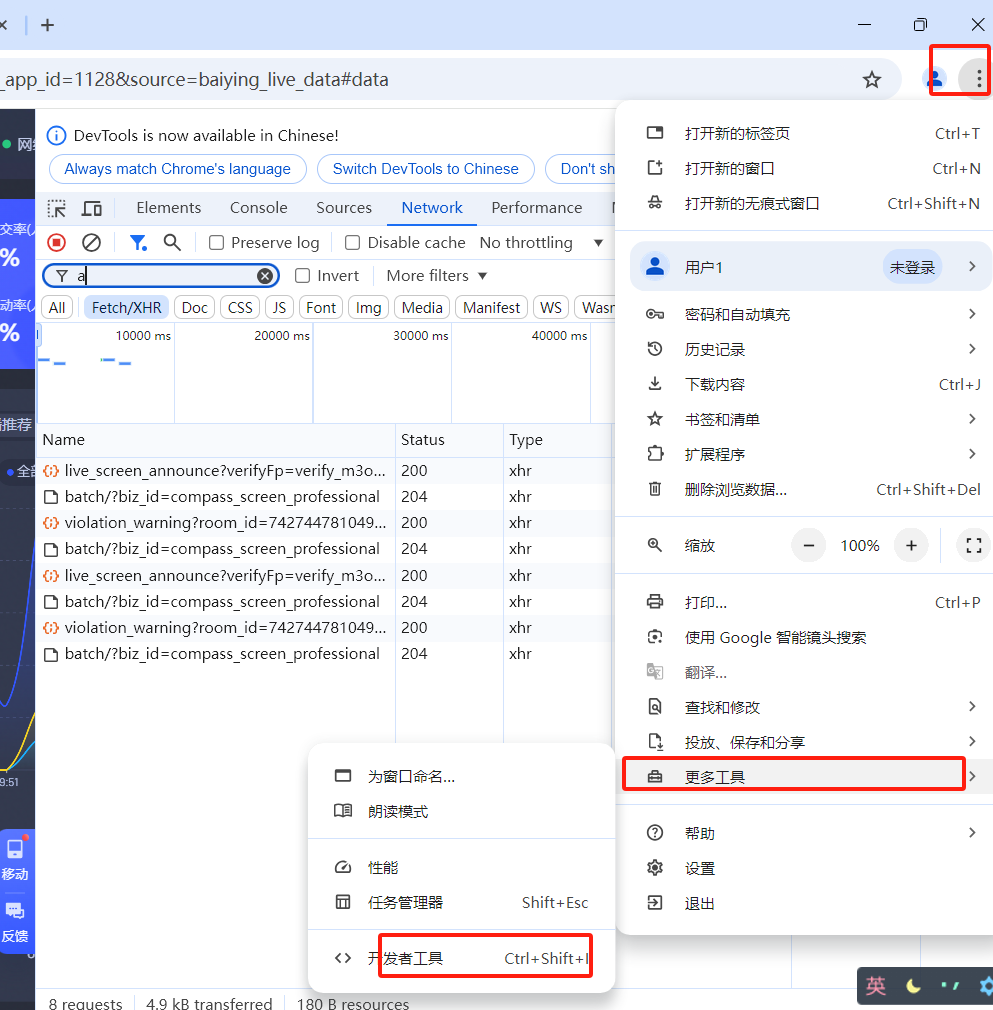 _app_id=1128&source=baiying_live_data#data
DevTools is now available in Chinese!
Always match Chrome's language
Switch DevTools to Chinese
Don't sh
Elements
Console
Sources
Network
Performance
Preserve log
Disable cache
No throttling
a
Invert
More filters
All
Fetch/XHR
Doc
CSS
JS
Font
Img
Media
Manifest
WS
Wasm
10000 ms
20000 ms
30000 ms
40000 ms
Name
Status
Type
live_screen_announce?verifyFp=verify_m3o... 200 xhr
batch/?biz_id=compass_screen_professional 204 xhr
violation_warning?room_id=742744781049... 200 xhr
batch/?biz_id=compass_screen_professional 204 xhr
live_screen_announce?verifyFp=verify_m3o... 200 xhr
batch/?biz_id=compass_screen_professional 204 xhr
violation_warning?room_id=742744781049... 200 xhr
batch/?biz_id=compass_screen_professional 204 xhr
8 requests
4.9 kB transferred
180 B resources
交率(
%
动率(
%
推荐
全部
9:51
移动
反馈
打开新的标签页 Ctrl+T
打开新的窗口 Ctrl+N
打开新的无痕式窗口 Ctrl+Shift+N
用户1 未登录
密码和自动填充
历史记录
下载内容 Ctrl+J
书签和清单
扩展程序
删除浏览数据... Ctrl+Shift+Del
缩放 − 100% +
打印... Ctrl+P
使用 Google 智能镜头搜索
翻译...
查找和修改
投放、保存和分享
更多工具
帮助
设置
退出
为窗口命名...
朗读模式
性能
任务管理器 Shift+Esc
开发者工具 Ctrl+Shift+I
英